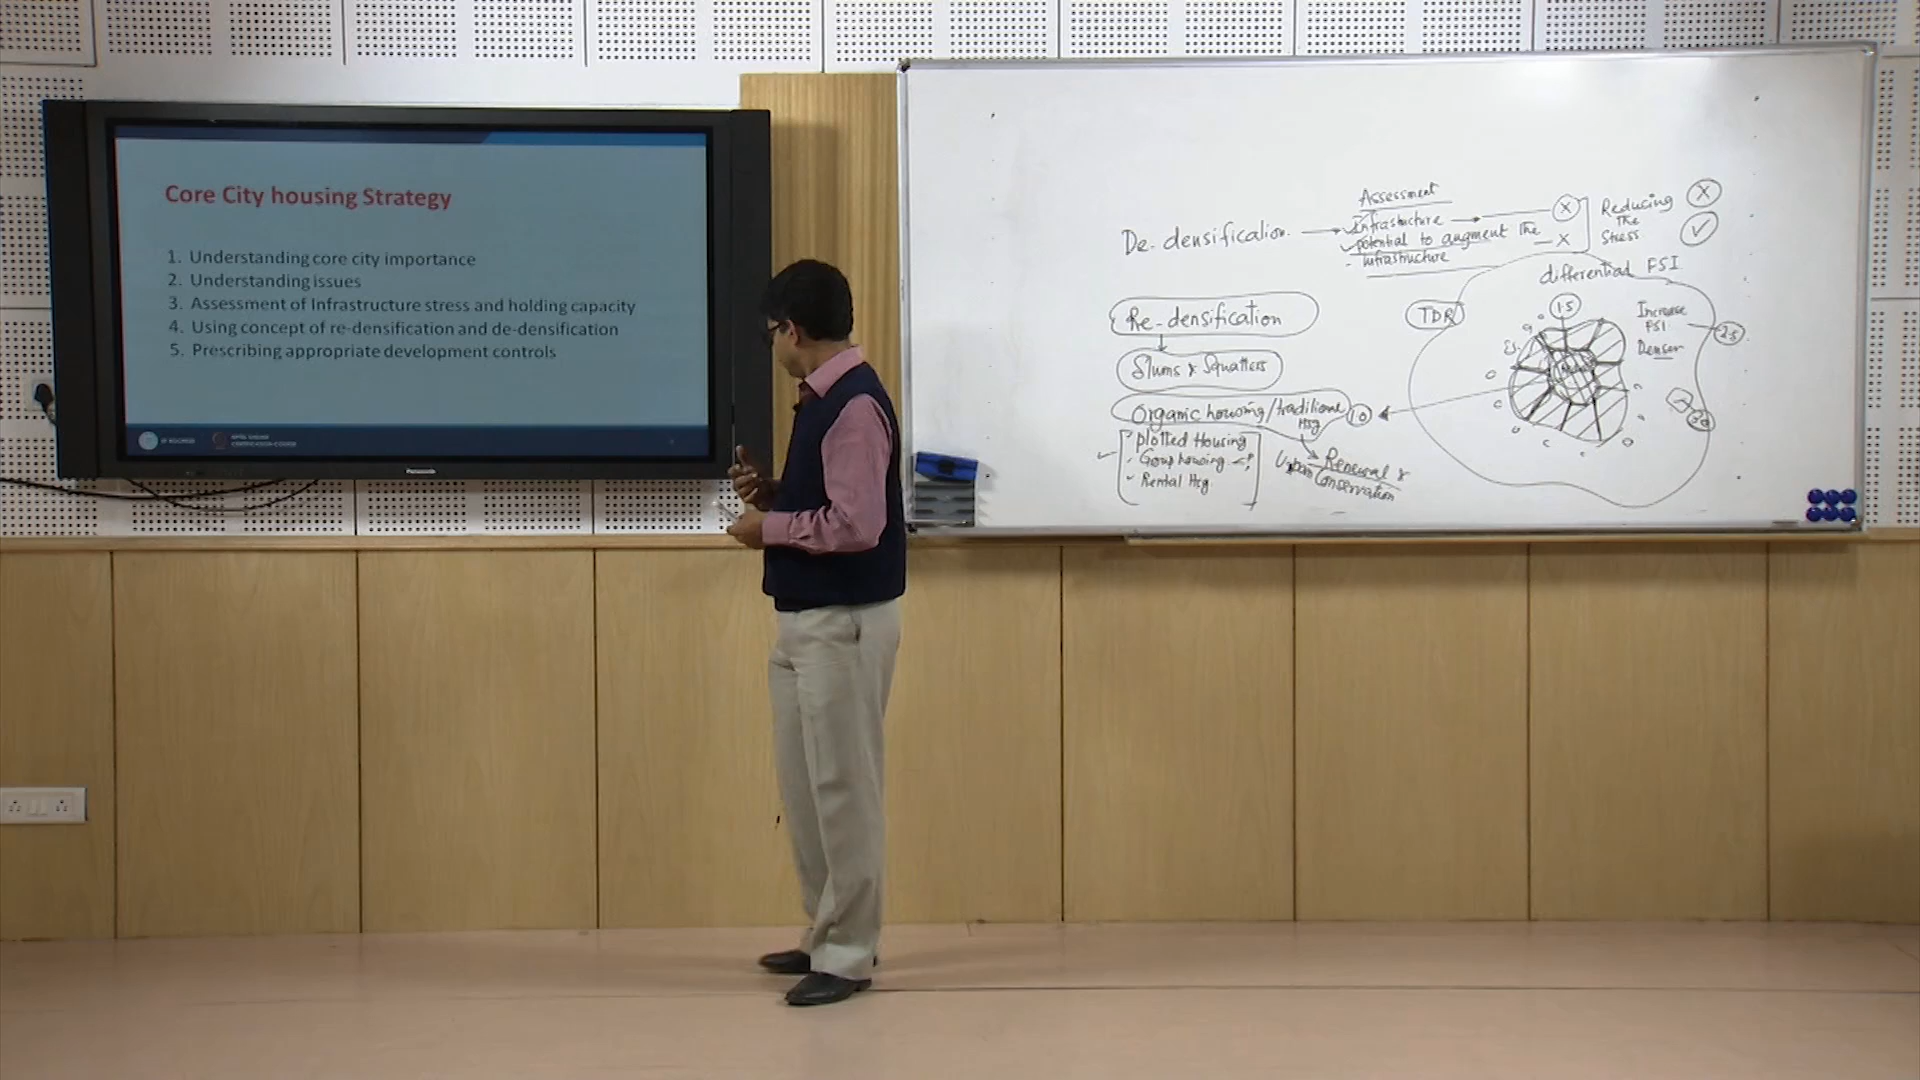 Core City housing Strategy
1. Understanding core city importance
2. Understanding issues
3. Assessment of Infrastructure stress and holding capacity
4. Using concept of re-densification and de-densification
5. Prescribing appropriate development controls
Panasonic
De-densification
Assessment
Infrastructure
potential to augment the
infrastructure
X
X
Reducing
The
Stress
X
✓
differential FSI
TDR
1.5
Increase
FSI
Denser
2.5
Re-densification
Slums & Squatters
Organic housing/traditional
Hsg
1.0
plotted Housing
Group housing
Rental Hsg
Urban Renewal &
Conservation